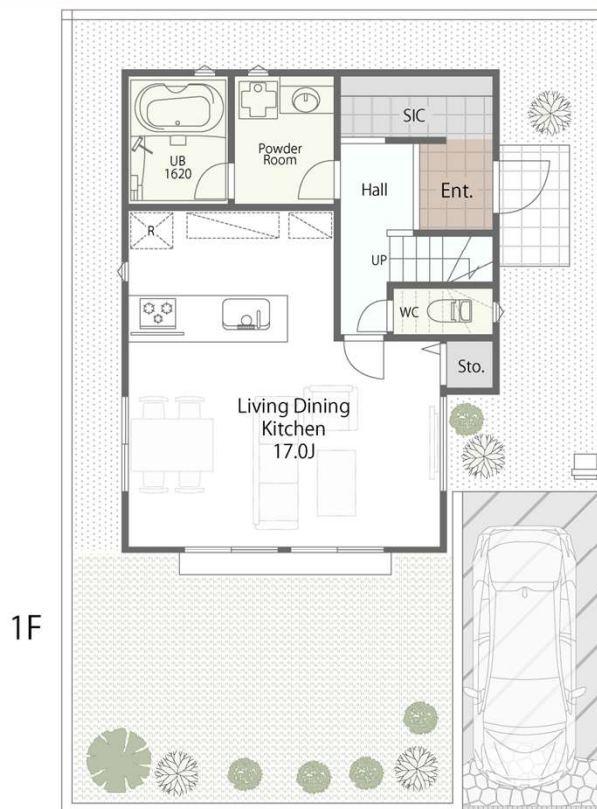 SIC
UB
1620
Powder
Room
Hall
Ent.
R
UP
WC
Sto.
Living Dining
Kitchen
17.0J
1F